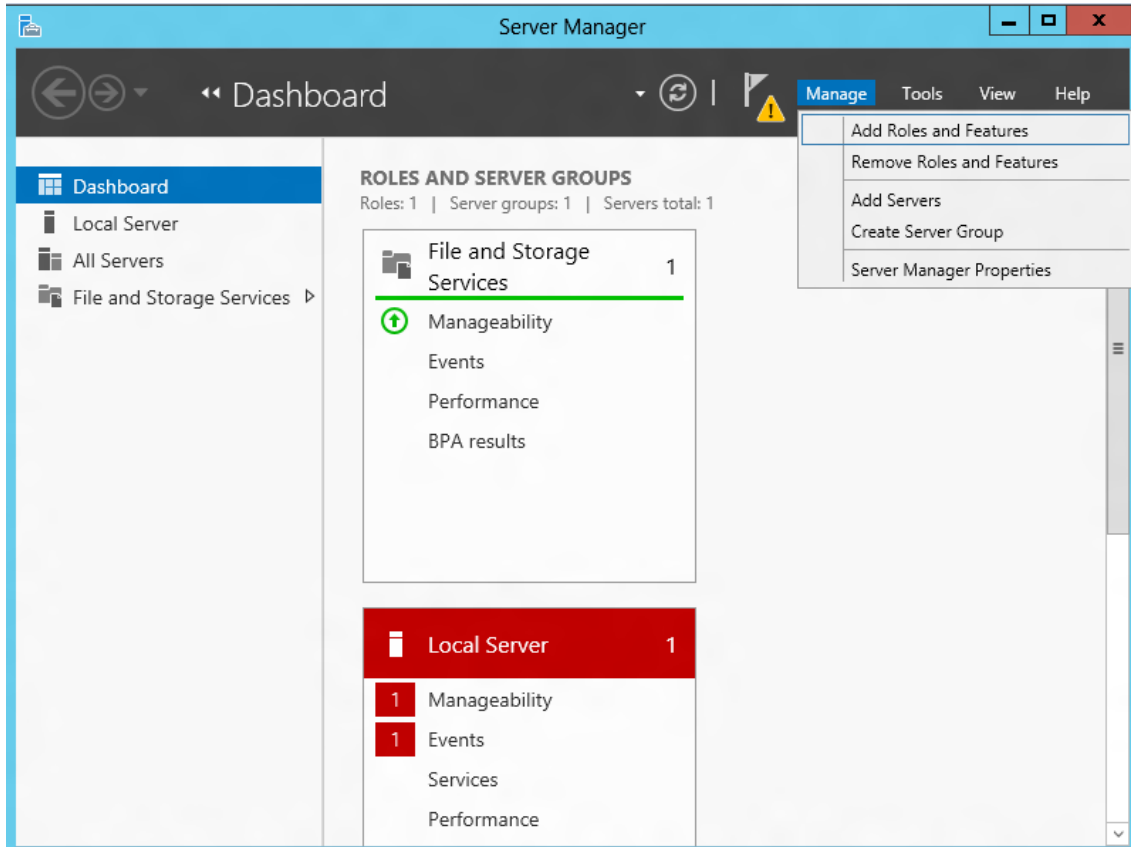 Server Manager
Dashboard
Manage Tools View Help
Add Roles and Features
Remove Roles and Features
Add Servers
Create Server Group
Server Manager Properties
Dashboard
Local Server
All Servers
File and Storage Services
ROLES AND SERVER GROUPS
Roles: 1 | Server groups: 1 | Servers total: 1
File and Storage
Services
1
Manageability
Events
Performance
BPA results
Local Server 1
1 Manageability
1 Events
Services
Performance